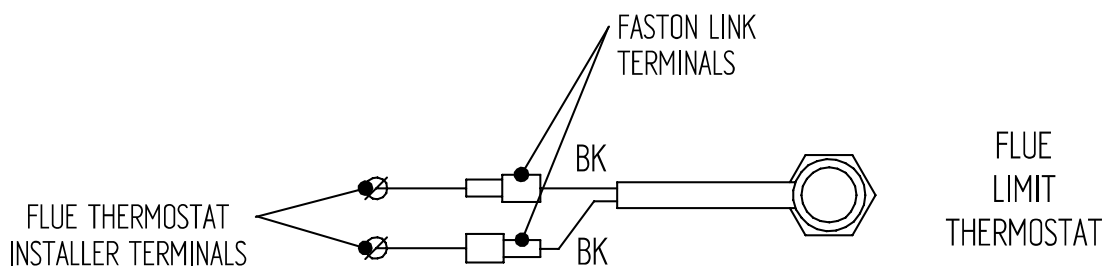 FASTON LINK
TERMINALS
BK
FLUE
LIMIT
THERMOSTAT
FLUE THERMOSTAT
INSTALLER TERMINALS
BK